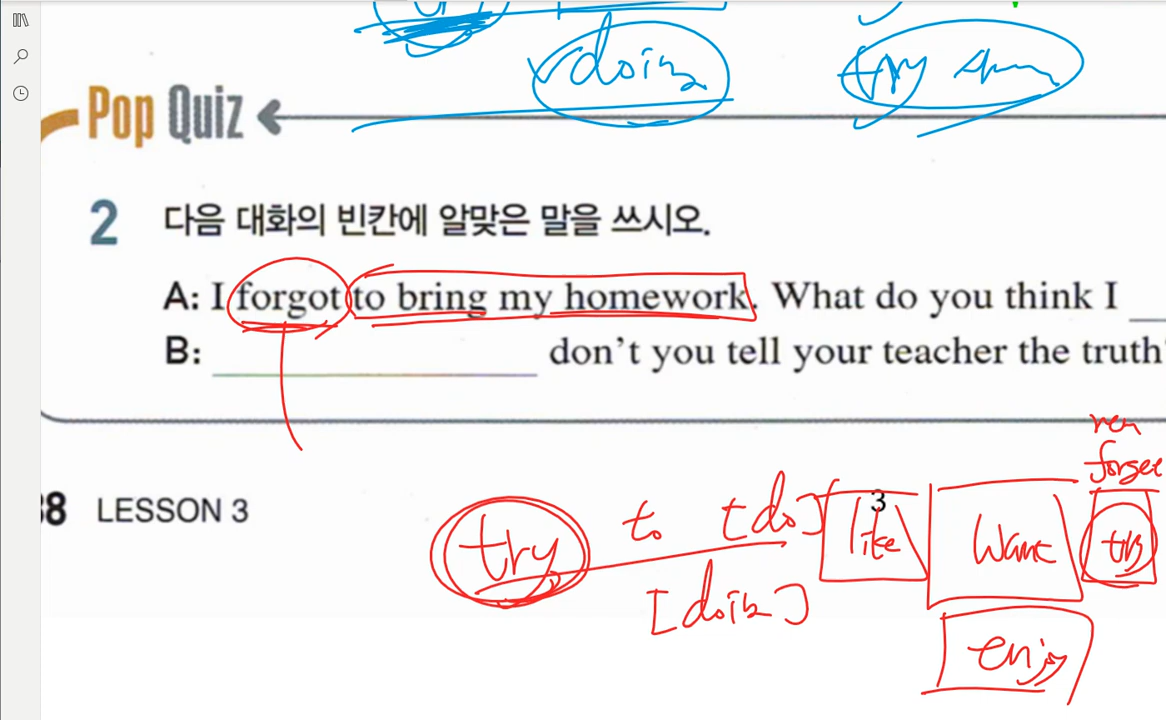 doing
try
Pop Quiz
2 다음 대화의 빈칸에 알맞은 말을 쓰시오.
A: I forgot to bring my homework. What do you think I
B: don't you tell your teacher the truth
forget
38 LESSON 3
try to [do] like 3 want try
[doing]
enjoy